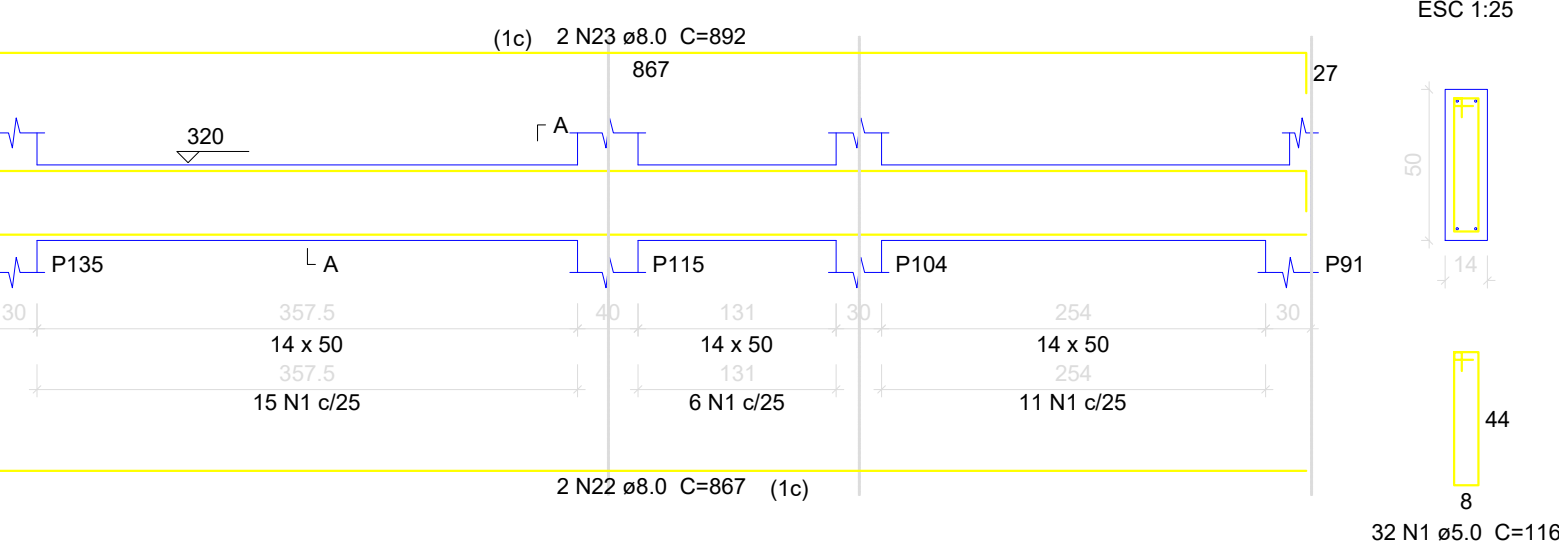 ESC 1:25
(1c) 2 N23 ø8.0 C=892
867
27
A
320
50
A
P135
P115
P104
P91
14
30
357.5
40
131
30
254
30
14 x 50
14 x 50
14 x 50
357.5
131
254
15 N1 c/25
6 N1 c/25
11 N1 c/25
44
2 N22 ø8.0 C=867 (1c)
8
32 N1 ø5.0 C=116